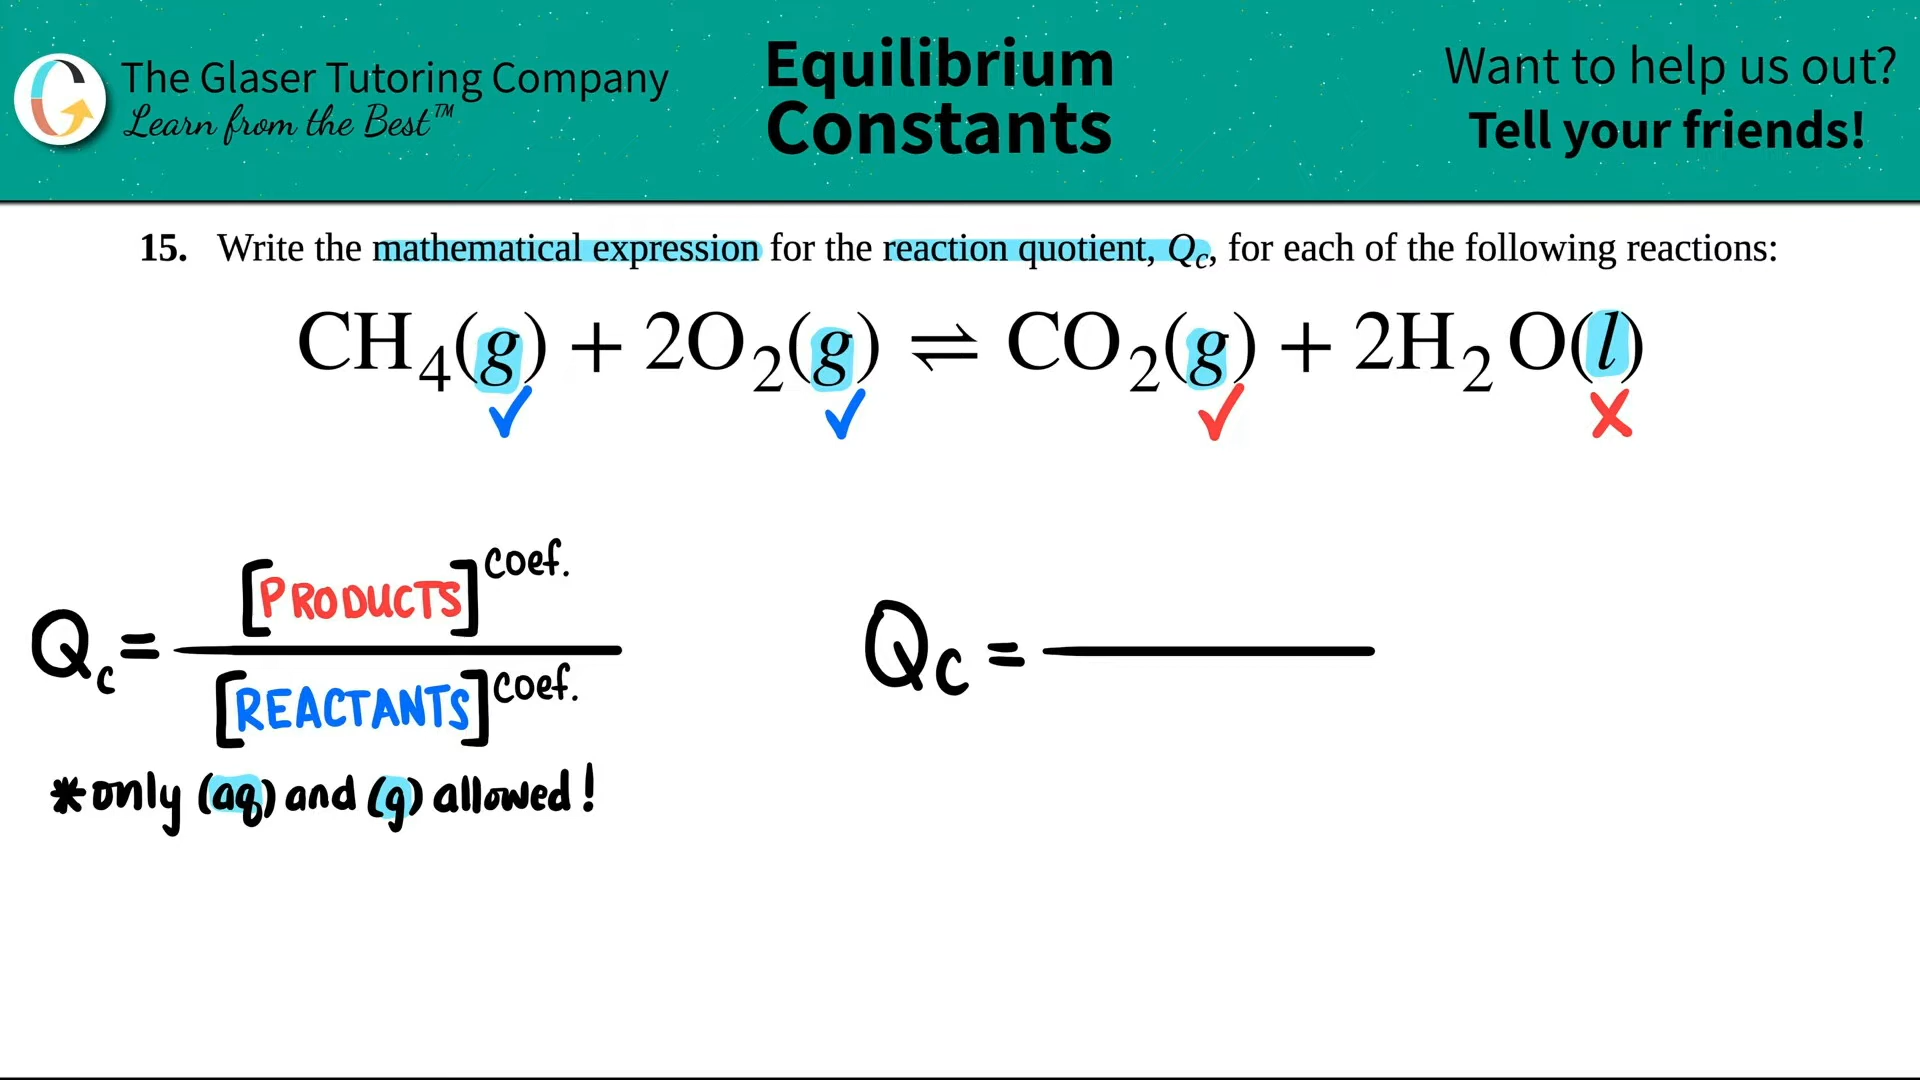 The Glaser Tutoring Company
Learn from the Best™
Equilibrium
Constants
Want to help us out?
Tell your friends!
15. Write the mathematical expression for the reaction quotient, Qc, for each of the following reactions:
CH₄(g) + 2O₂(g) ⇌ CO₂(g) + 2H₂O(l)
✓ ✓ ✓ ✗
[PRODUCTS]coef.
Qc =
[REACTANTS]coef.
*only (aq) and (g) allowed!
Qc =